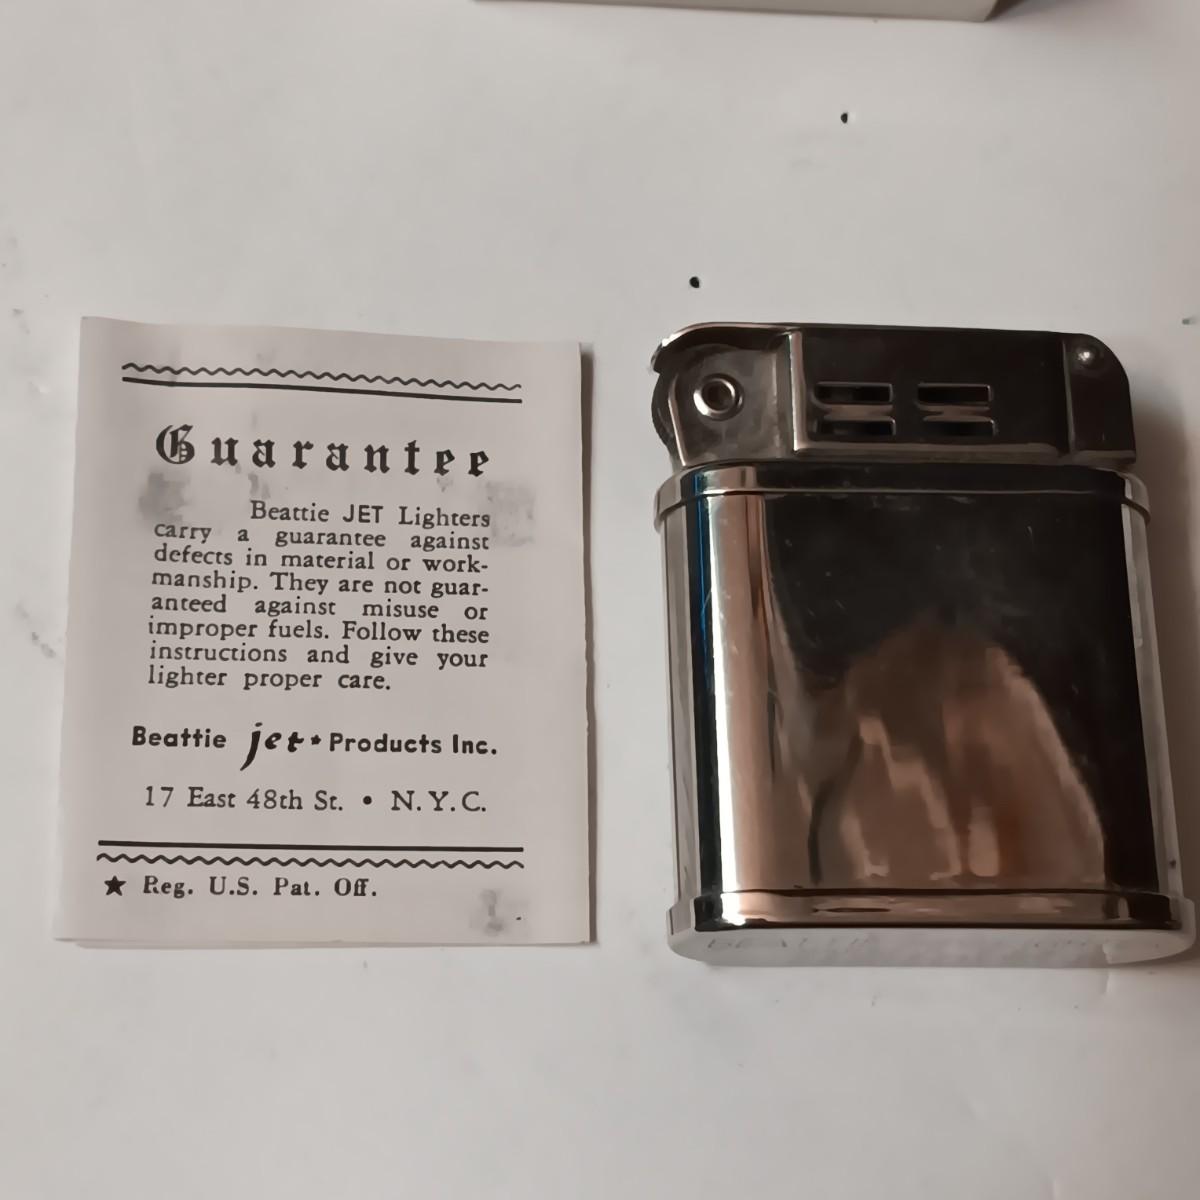 Guarantee
Beattie JET Lighters
carry a guarantee against
defects in material or work-
manship. They are not guar-
anteed against misuse or
improper fuels. Follow these
instructions and give your
lighter proper care.
Beattie jet★Products Inc.
17 East 48th St. • N.Y.C.
★ Reg. U.S. Pat. Off.